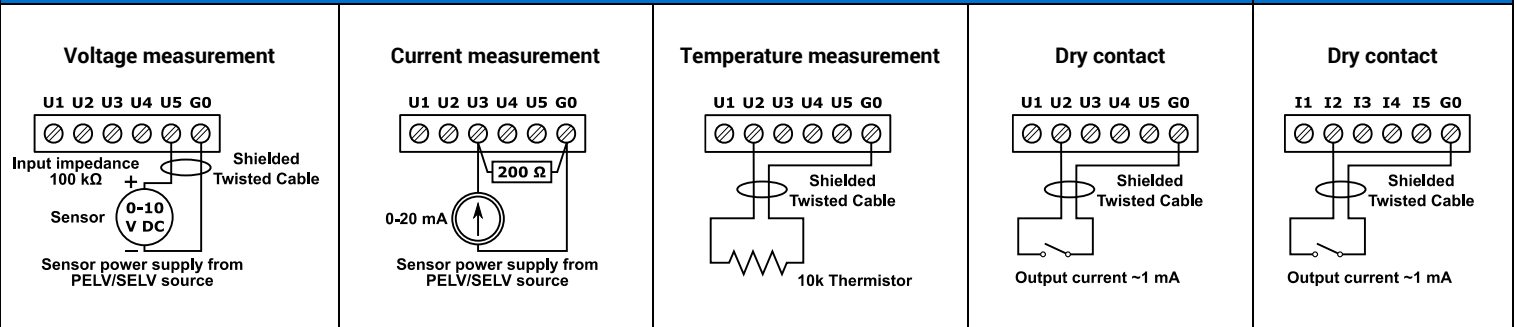 Voltage measurement
U1 U2 U3 U4 U5 G0
Input impedance
100 kΩ
Shielded
Twisted Cable
+
Sensor
0-10
V DC
–
Sensor power supply from
PELV/SELV source
Current measurement
U1 U2 U3 U4 U5 G0
200 Ω
0-20 mA
Sensor power supply from
PELV/SELV source
Temperature measurement
U1 U2 U3 U4 U5 G0
Shielded
Twisted Cable
10k Thermistor
Dry contact
U1 U2 U3 U4 U5 G0
Shielded
Twisted Cable
Output current ~1 mA
Dry contact
I1 I2 I3 I4 I5 G0
Shielded
Twisted Cable
Output current ~1 mA